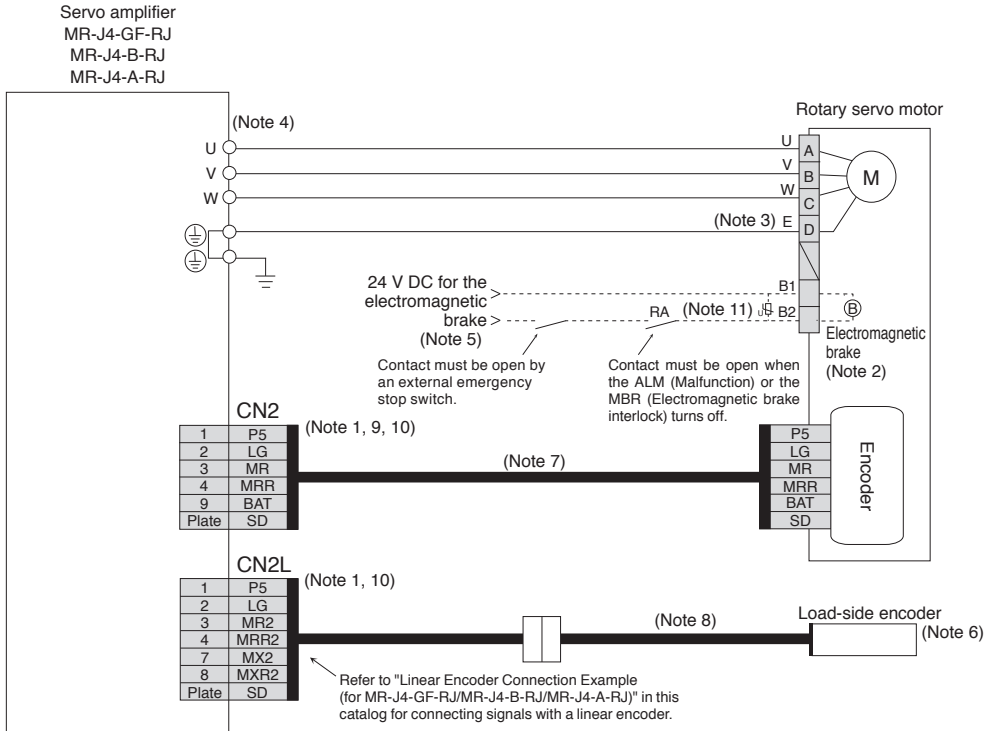 Servo amplifier
MR-J4-GF-RJ
MR-J4-B-RJ
MR-J4-A-RJ
Rotary servo motor
(Note 4)
U
U
A
V
V
B
M
W
W
C
(Note 3) E
D
24 V DC for the
electromagnetic
brake
(Note 5)
B1
RA
(Note 11)
U
B2
B
Electromagnetic
brake
(Note 2)
Contact must be open by
an external emergency
stop switch.
Contact must be open when
the ALM (Malfunction) or the
MBR (Electromagnetic brake
interlock) turns off.
CN2
(Note 1, 9, 10)
1 P5
2 LG
3 MR
4 MRR
9 BAT
Plate SD
(Note 7)
P5
LG
MR
MRR
BAT
SD
Encoder
CN2L
(Note 1, 10)
1 P5
2 LG
3 MR2
4 MRR2
7 MX2
8 MXR2
Plate SD
(Note 8)
Load-side encoder
(Note 6)
Refer to "Linear Encoder Connection Example
(for MR-J4-GF-RJ/MR-J4-B-RJ/MR-J4-A-RJ)" in this
catalog for connecting signals with a linear encoder.